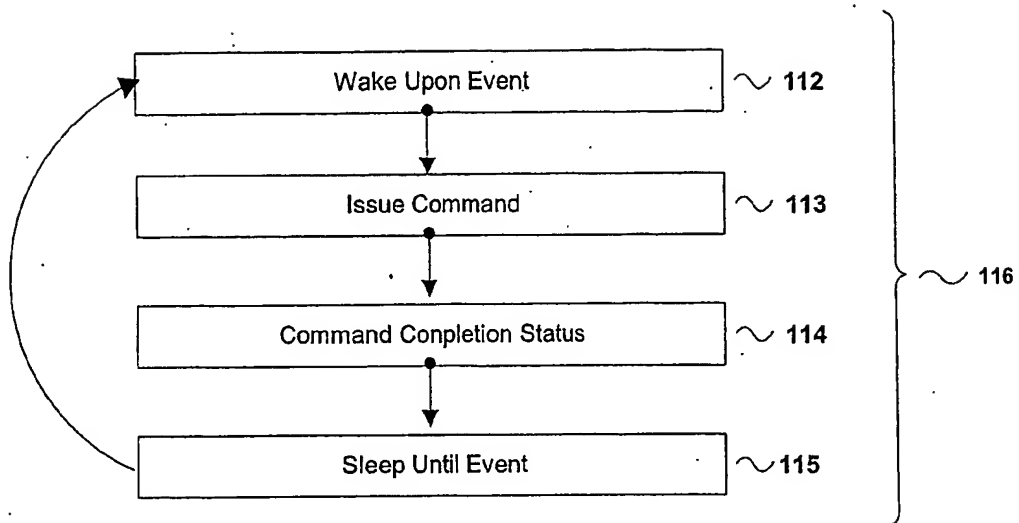 Wake Upon Event 112
Issue Command 113
116
Command Conpletion Status 114
Sleep Until Event 115